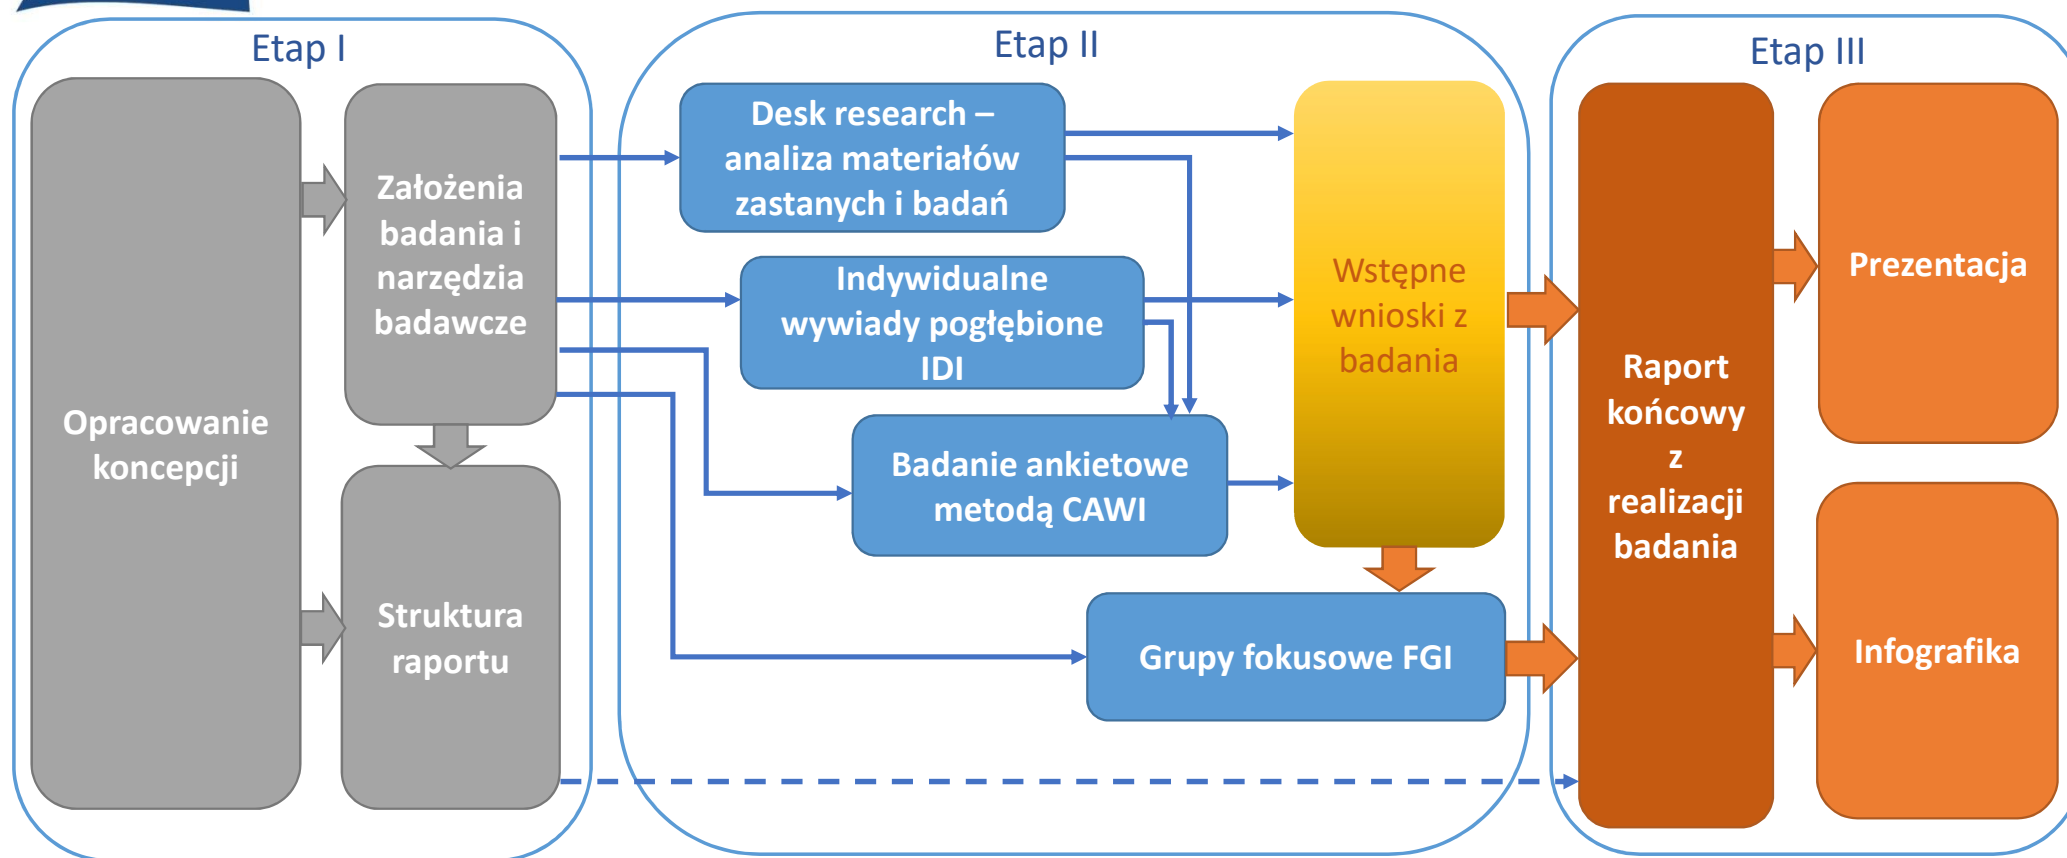 Etap I
Opracowanie
koncepcji
Założenia
badania i
narzędzia
badawcze
Struktura
raportu
Etap II
Desk research –
analiza materiałów
zastanych i badań
Indywidualne
wywiady pogłębione
IDI
Badanie ankietowe
metodą CAWI
Wstępne
wnioski z
badania
Grupy fokusowe FGI
Etap III
Raport
końcowy
z
realizacji
badania
Prezentacja
Infografika